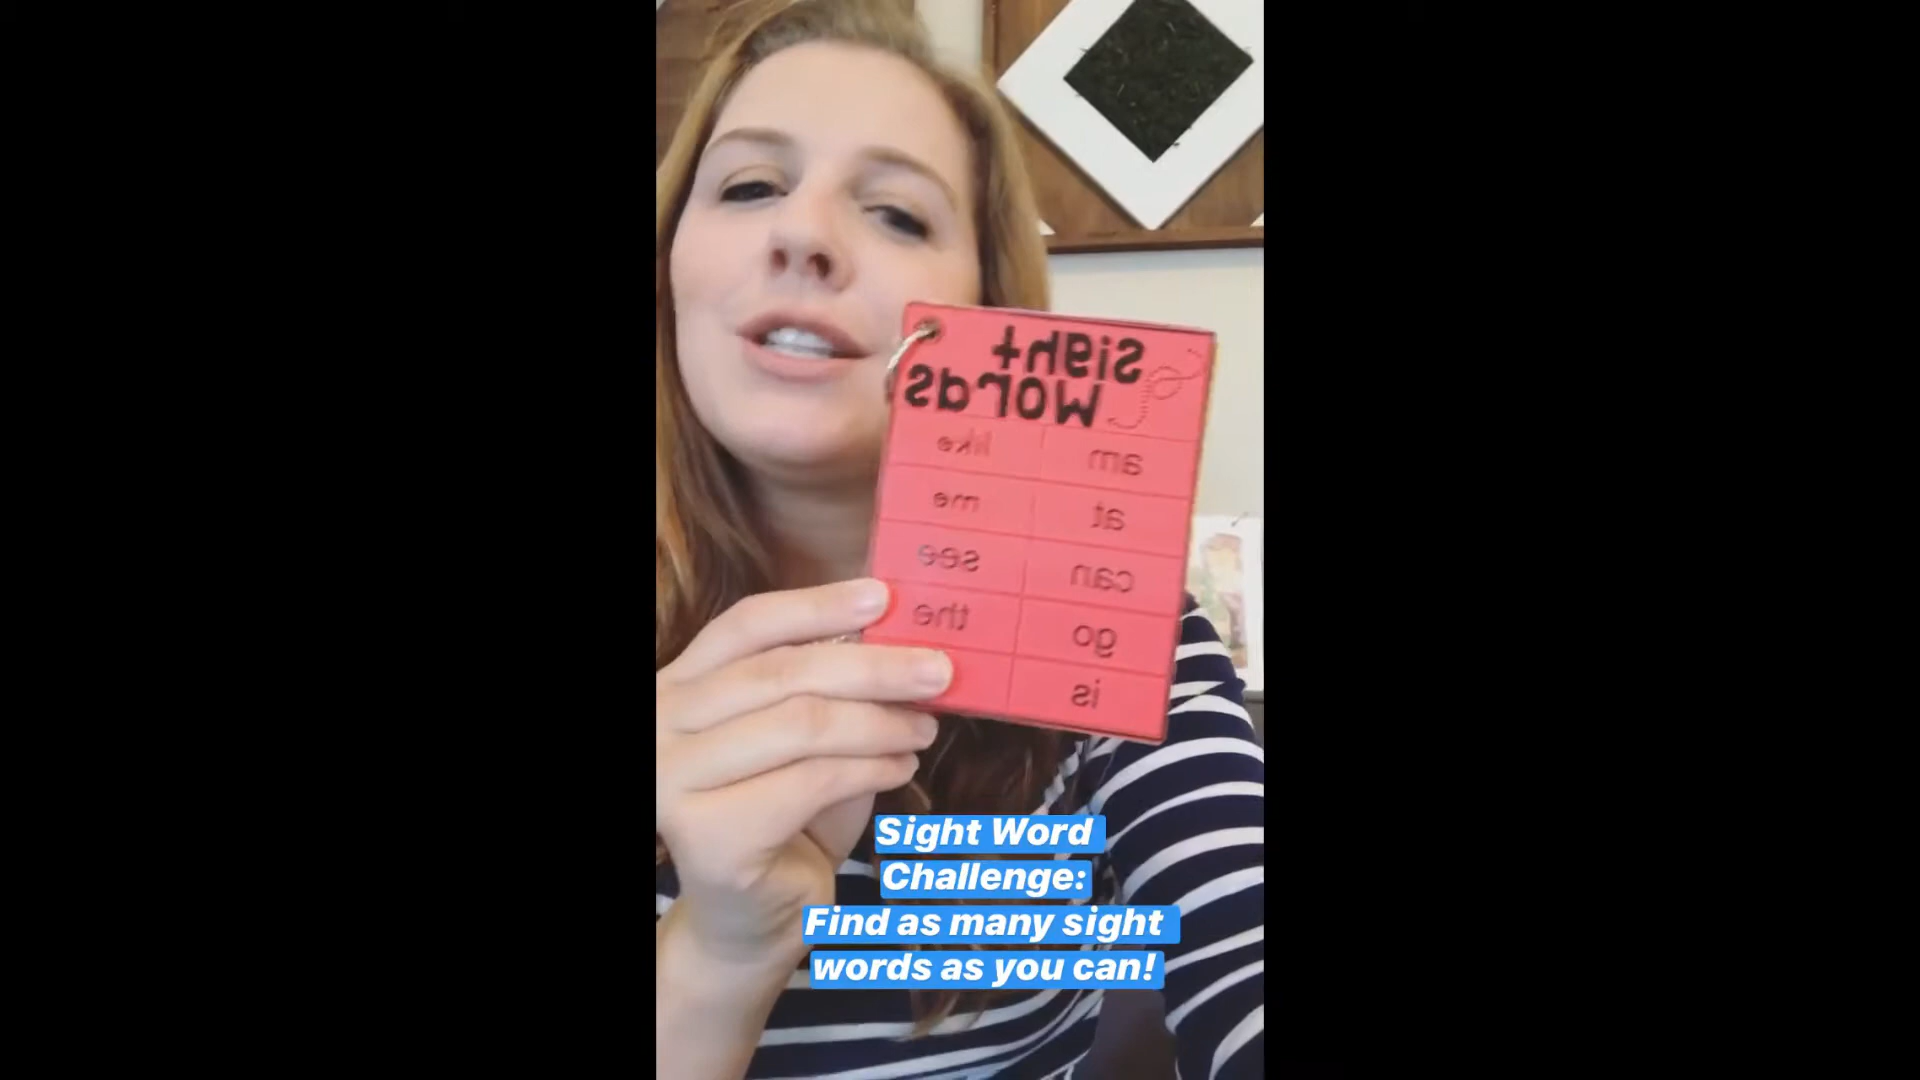 Sight
Words
am like
at me
can see
go the
is
Sight Word
Challenge:
Find as many sight
words as you can!